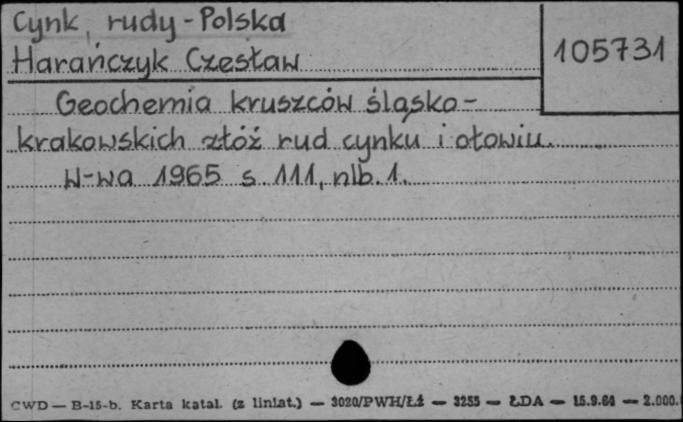 Cynk, rudy - Polska
Harańczyk Czesław
105731
Geochemia kruszców śląsko-
krakowskich złóż rud cynku i ołowiu.
W-wa 1965 s. 111, nlb. 1.
CWD — B-15-b. Karta katal. (z liniat.) — 3020/PWH/Łź — 3255 — ŁDA — 15.9.64 — 2.000.